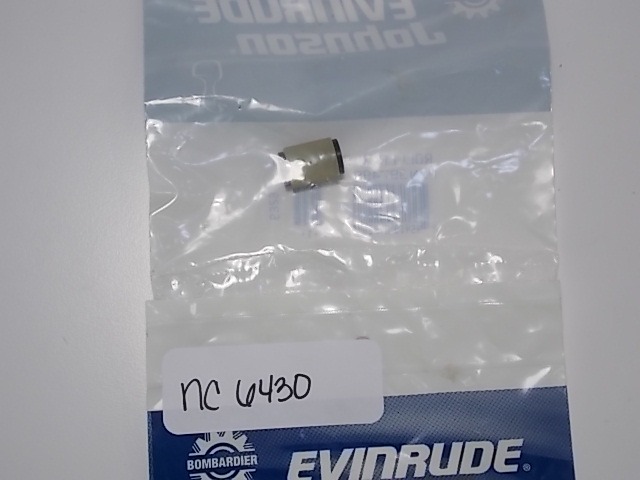 EVINRUDE
Johnson.
NC 6430
BOMBARDIER
EVINRUDE®